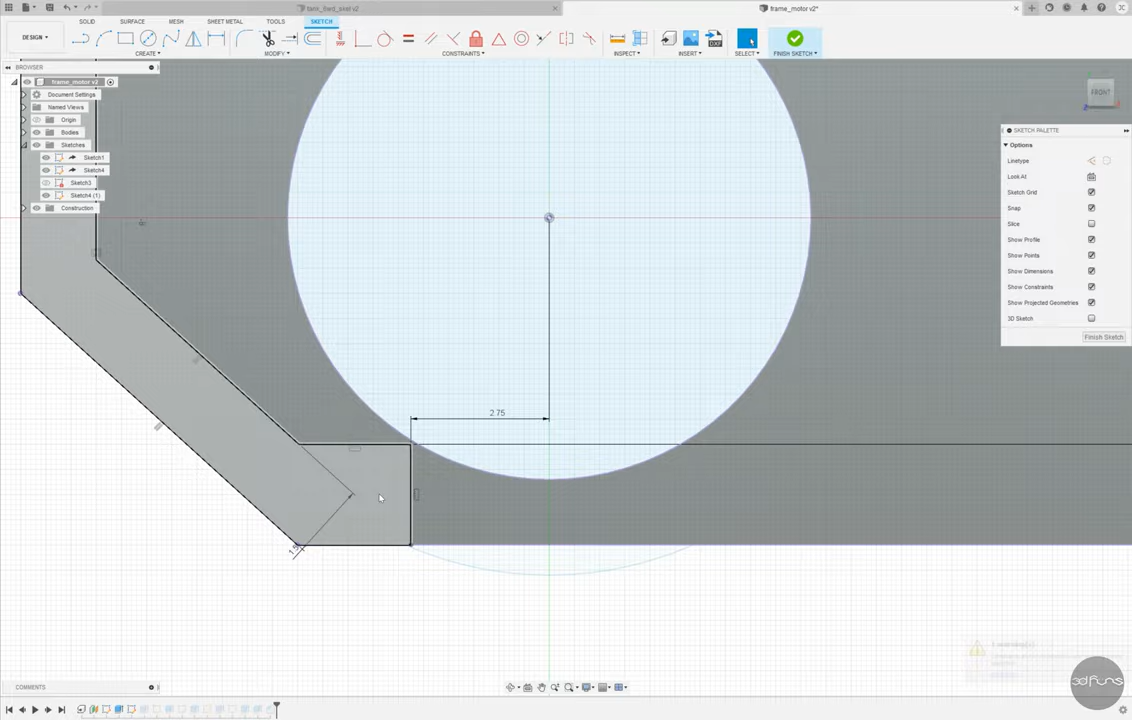 tank_tred_skel v2
frame_motor v2*
SOLID SURFACE MESH SHEET METAL TOOLS SKETCH
DESIGN
CREATE MODIFY CONSTRAINTS INSPECT INSERT SELECT FINISH SKETCH
BROWSER
frame_motor v2
Document Settings
Named Views
Origin
Bodies
Sketches
Sketch1
Sketch4
Sketch3
Sketch4 (1)
Construction
FRONT
SKETCH PALETTE
Options
Linetype
Look At
Sketch Grid
Snap
Slice
Show Profile
Show Points
Show Dimensions
Show Constraints
Show Projected Geometries
3D Sketch
Finish Sketch
2.75
COMMENTS
3dfuns